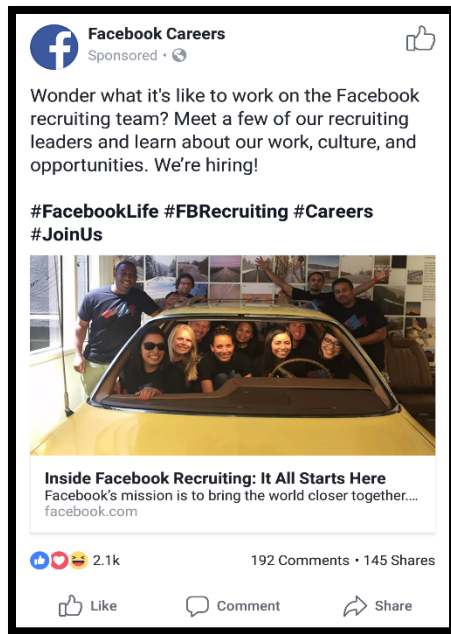 Facebook Careers
Sponsored •
Wonder what it's like to work on the Facebook
recruiting team? Meet a few of our recruiting
leaders and learn about our work, culture, and
opportunities. We’re hiring!
#FacebookLife #FBRecruiting #Careers
#JoinUs
Inside Facebook Recruiting: It All Starts Here
Facebook’s mission is to bring the world closer together....
facebook.com
2.1k
192 Comments • 145 Shares
Like
Comment
Share